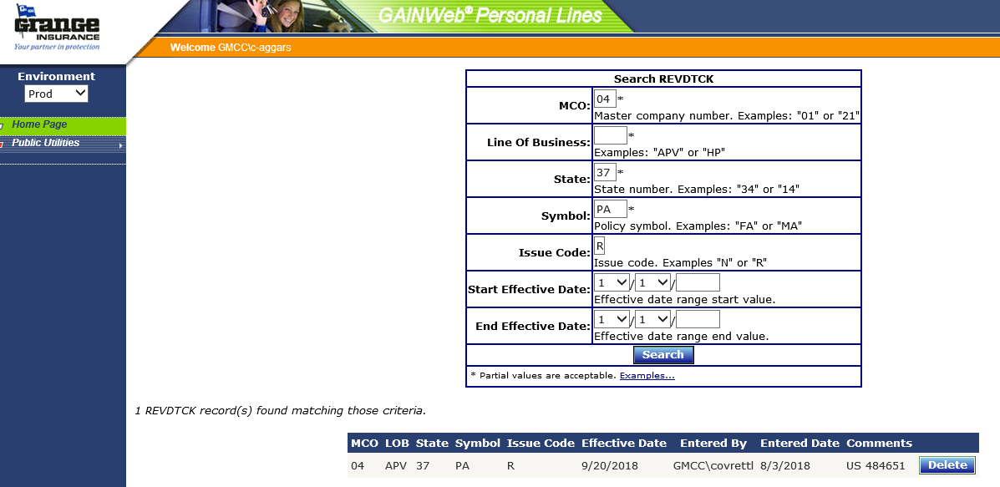 Grange
INSURANCE
Your partner in protection
GAINWeb® Personal Lines
Welcome GMCC\c-aggars
Environment
Prod
Home Page
Public Utilities
Search REVDTCK
MCO: 04 *
Master company number. Examples: "01" or "21"
Line Of Business: *
Examples: "APV" or "HP"
State: 37 *
State number. Examples: "34" or "14"
Symbol: PA *
Policy symbol. Examples: "FA" or "MA"
Issue Code: R
Issue code. Examples "N" or "R"
Start Effective Date: 1 / 1 /
Effective date range start value.
End Effective Date: 1 / 1 /
Effective date range end value.
Search
* Partial values are acceptable. Examples...
1 REVDTCK record(s) found matching those criteria.
MCO LOB State Symbol Issue Code Effective Date Entered By Entered Date Comments
04 APV 37 PA R 9/20/2018 GMCC\covrettl 8/3/2018 US 484651 Delete